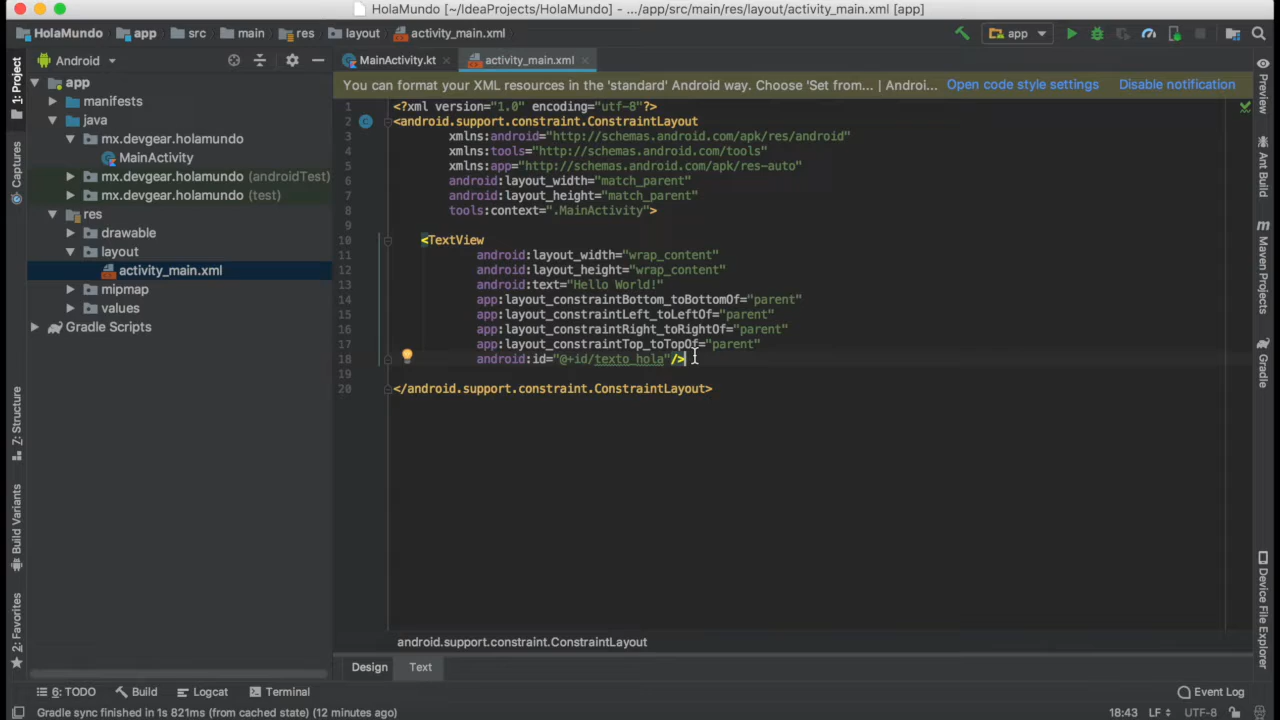 HolaMundo [~/IdeaProjects/HolaMundo] - .../app/src/main/res/layout/activity_main.xml [app]
HolaMundo app src main res layout activity_main.xml app
1: Project
Captures
7: Structure
Build Variants
2: Favorites
Android
app
manifests
java
mx.devgear.holamundo
MainActivity
mx.devgear.holamundo (androidTest)
mx.devgear.holamundo (test)
res
drawable
layout
activity_main.xml
mipmap
values
Gradle Scripts
MainActivity.kt activity_main.xml
You can format your XML resources in the 'standard' Android way. Choose 'Set from... | Androi... Open code style settings Disable notification
1 <?xml version="1.0" encoding="utf-8"?>
2 <android.support.constraint.ConstraintLayout
3 xmlns:android="http://schemas.android.com/apk/res/android"
4 xmlns:tools="http://schemas.android.com/tools"
5 xmlns:app="http://schemas.android.com/apk/res-auto"
6 android:layout_width="match_parent"
7 android:layout_height="match_parent"
8 tools:context=".MainActivity">
9
10 <TextView
11 android:layout_width="wrap_content"
12 android:layout_height="wrap_content"
13 android:text="Hello World!"
14 app:layout_constraintBottom_toBottomOf="parent"
15 app:layout_constraintLeft_toLeftOf="parent"
16 app:layout_constraintRight_toRightOf="parent"
17 app:layout_constraintTop_toTopOf="parent"
18 android:id="@+id/texto_hola"/>
19
20 </android.support.constraint.ConstraintLayout>
android.support.constraint.ConstraintLayout
Design Text
Preview
Ant Build
Maven Projects
Gradle
Device File Explorer
6: TODO Build Logcat Terminal Event Log
Gradle sync finished in 1s 821ms (from cached state) (12 minutes ago) 18:43 LF UTF-8